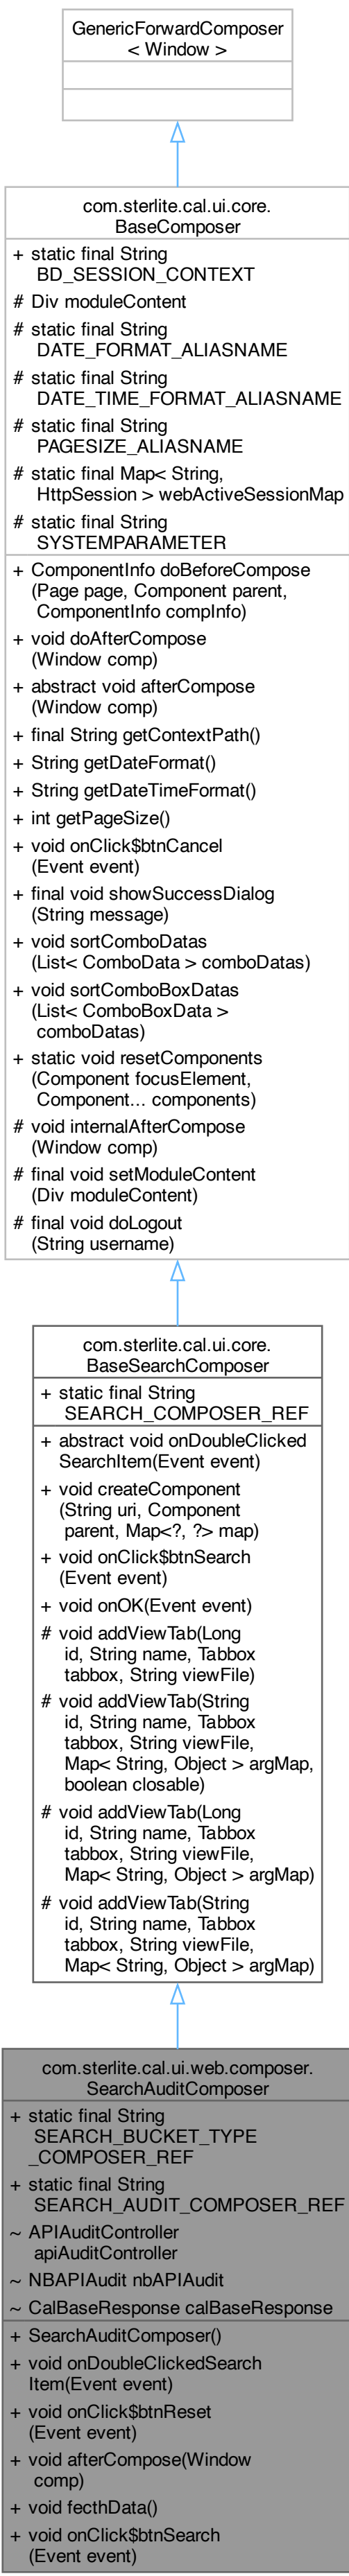 GenericForwardComposer
< Window >
com.sterlite.cal.ui.core.
BaseComposer
+ static final String
BD_SESSION_CONTEXT
# Div moduleContent
# static final String
DATE_FORMAT_ALIASNAME
# static final String
DATE_TIME_FORMAT_ALIASNAME
# static final String
PAGESIZE_ALIASNAME
# static final Map< String,
HttpSession > webActiveSessionMap
# static final String
SYSTEMPARAMETER
+ ComponentInfo doBeforeCompose
(Page page, Component parent,
ComponentInfo compInfo)
+ void doAfterCompose
(Window comp)
+ abstract void afterCompose
(Window comp)
+ final String getContextPath()
+ String getDateFormat()
+ String getDateTimeFormat()
+ int getPageSize()
+ void onClick$btnCancel
(Event event)
+ final void showSuccessDialog
(String message)
+ void sortComboDatas
(List< ComboData > comboDatas)
+ void sortComboBoxDatas
(List< ComboBoxData >
comboDatas)
+ static void resetComponents
(Component focusElement,
Component... components)
# void internalAfterCompose
(Window comp)
# final void setModuleContent
(Div moduleContent)
# final void doLogout
(String username)
com.sterlite.cal.ui.core.
BaseSearchComposer
+ static final String
SEARCH_COMPOSER_REF
+ abstract void onDoubleClicked
SearchItem(Event event)
+ void createComponent
(String uri, Component
parent, Map<?, ?> map)
+ void onClick$btnSearch
(Event event)
+ void onOK(Event event)
# void addViewTab(Long
id, String name, Tabbox
tabbox, String viewFile)
# void addViewTab(String
id, String name, Tabbox
tabbox, String viewFile,
Map< String, Object > argMap,
boolean closable)
# void addViewTab(Long
id, String name, Tabbox
tabbox, String viewFile,
Map< String, Object > argMap)
# void addViewTab(String
id, String name, Tabbox
tabbox, String viewFile,
Map< String, Object > argMap)
com.sterlite.cal.ui.web.composer.
SearchAuditComposer
+ static final String
SEARCH_BUCKET_TYPE
_COMPOSER_REF
+ static final String
SEARCH_AUDIT_COMPOSER_REF
~ APIAuditController
apiAuditController
~ NBAPIAudit nbAPIAudit
~ CalBaseResponse calBaseResponse
+ SearchAuditComposer()
+ void onDoubleClickedSearch
Item(Event event)
+ void onClick$btnReset
(Event event)
+ void afterCompose(Window
comp)
+ void fecthData()
+ void onClick$btnSearch
(Event event)